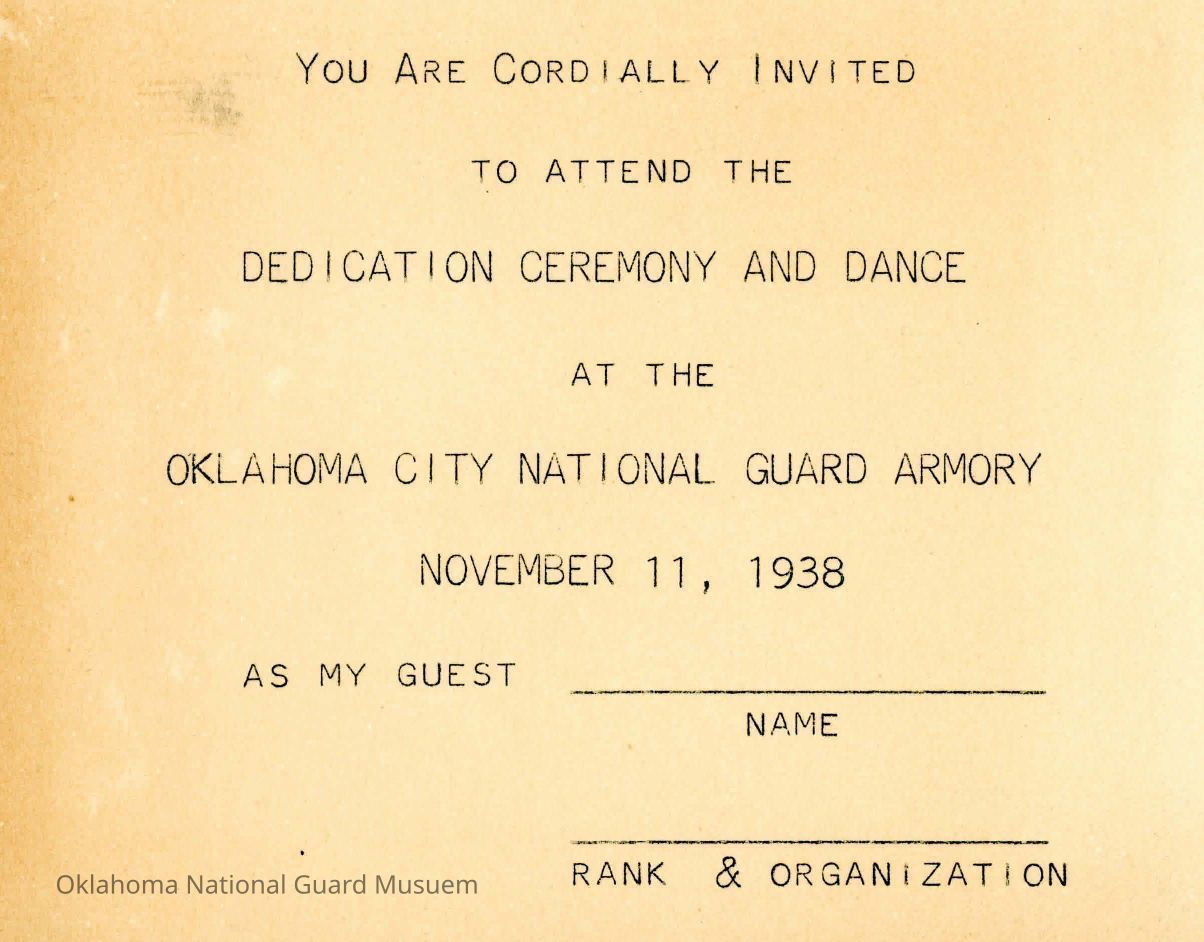 You Are Cordially Invited
TO ATTEND THE
DEDICATION CEREMONY AND DANCE
AT THE
OKLAHOMA CITY NATIONAL GUARD ARMORY
NOVEMBER 11, 1938
AS MY GUEST
NAME
RANK & ORGANIZATION
Oklahoma National Guard Musuem